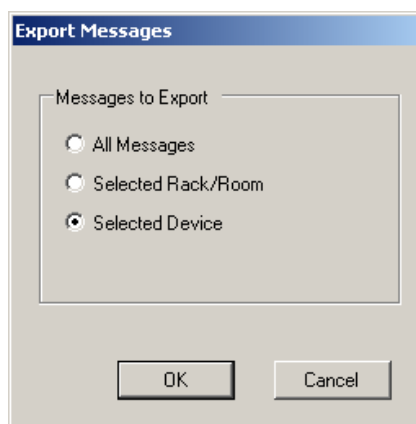 Export Messages
Messages to Export
All Messages
Selected Rack/Room
Selected Device
OK Cancel